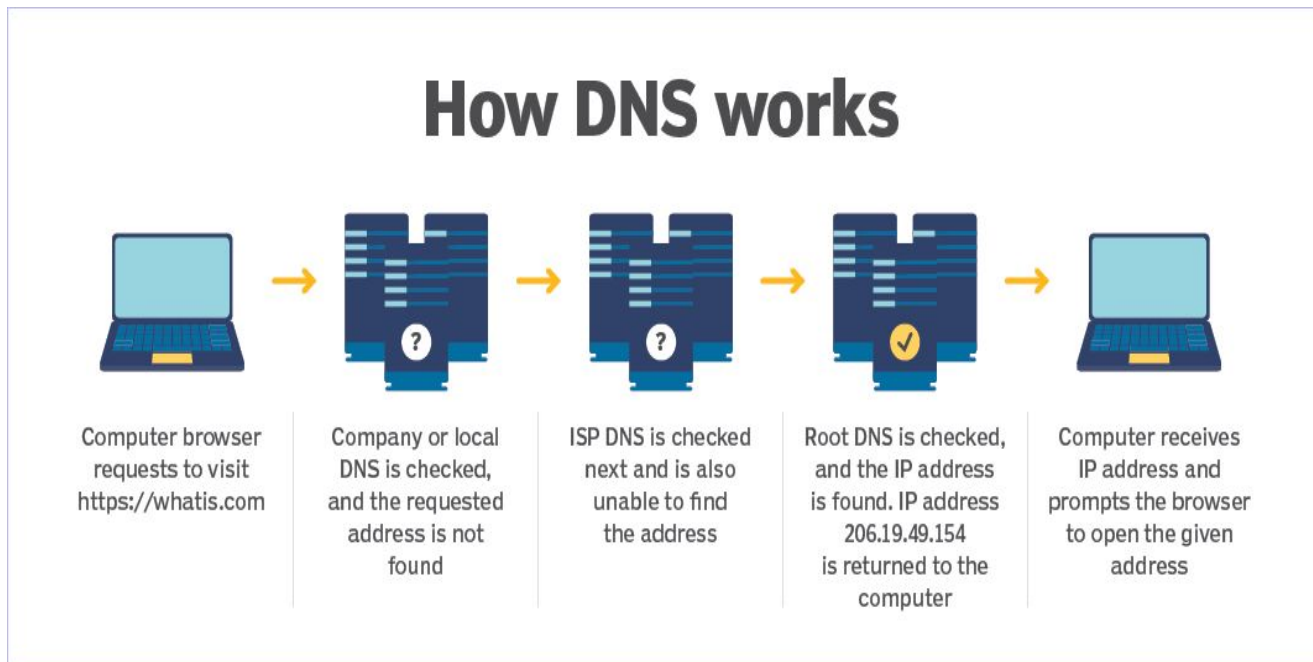 How DNS works
Computer browser
requests to visit
https://whatis.com
Company or local
DNS is checked,
and the requested
address is not
found
ISP DNS is checked
next and is also
unable to find
the address
Root DNS is checked,
and the IP address
is found. IP address
206.19.49.154
is returned to the
computer
Computer receives
IP address and
prompts the browser
to open the given
address